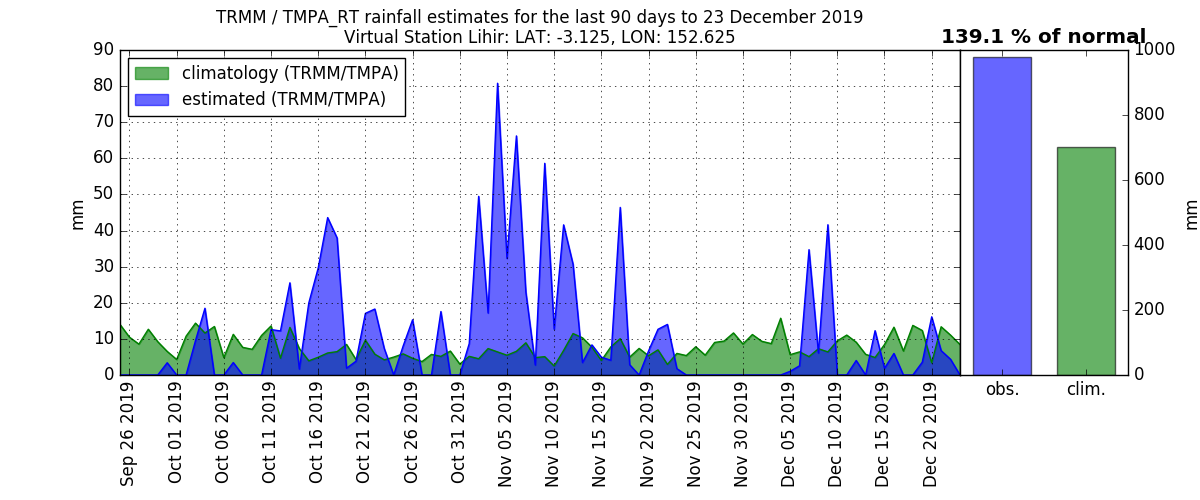 TRMM / TMPA_RT rainfall estimates for the last 90 days to 23 December 2019
Virtual Station Lihir: LAT: -3.125, LON: 152.625
139.1 % of normal
climatology (TRMM/TMPA)
estimated (TRMM/TMPA)
90
80
70
60
50
40
30
20
10
0
mm
Sep 26 2019
Oct 01 2019
Oct 06 2019
Oct 11 2019
Oct 16 2019
Oct 21 2019
Oct 26 2019
Oct 31 2019
Nov 05 2019
Nov 10 2019
Nov 15 2019
Nov 20 2019
Nov 25 2019
Nov 30 2019
Dec 05 2019
Dec 10 2019
Dec 15 2019
Dec 20 2019
obs.
clim.
1000
800
600
400
200
0
mm